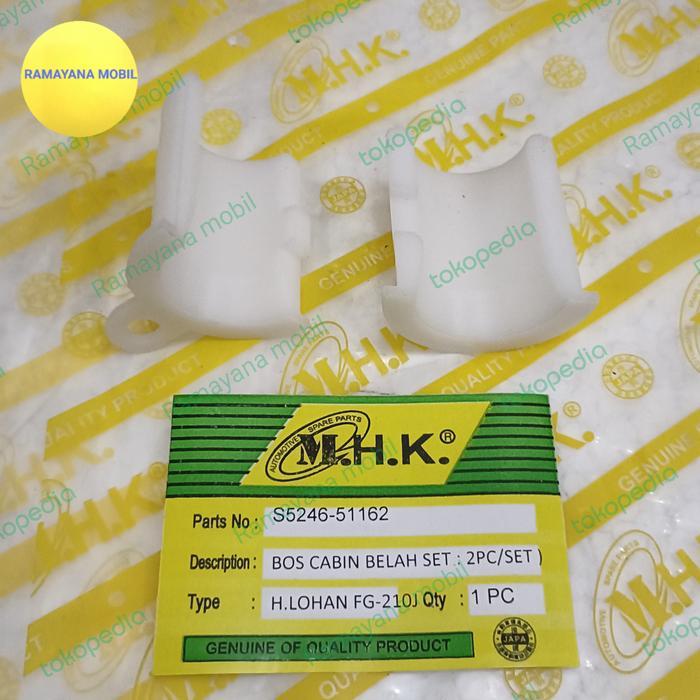 RAMAYANA MOBIL
M.H.K.®
QUALITY PRODUCT
GENUINE
AUTOMOTIVE SPARE PARTS
M.H.K.®
Parts No : S5246-51162
Description : BOS CABIN BELAH SET : 2PC/SET )
Type : H.LOHAN FG-210J Qty : 1 PC
GENUINE OF QUALITY PRODUCT
JAPA
Ramayana mobil
tokopedia